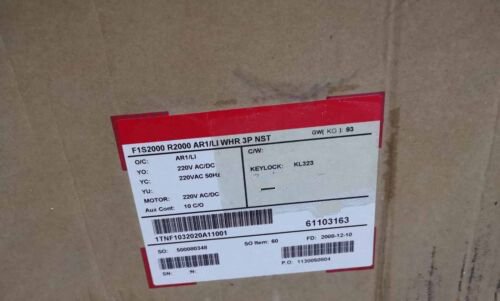 F1S2000 R2000 AR1/LI WHR 3P NST GW( KG ): 93
O/C: AR1/LI C/W:
YO: 220V AC/DC KEYLOCK: KL323
YC: 220VAC 50Hz
YU:
MOTOR: 220V AC/DC
Aux Cont: 10 C/O 61103163
1TNF1032020A11001 SO Item: 60 FD: 2008-12-10
SO: 500080348 P.O: 1130050804
SN: N: